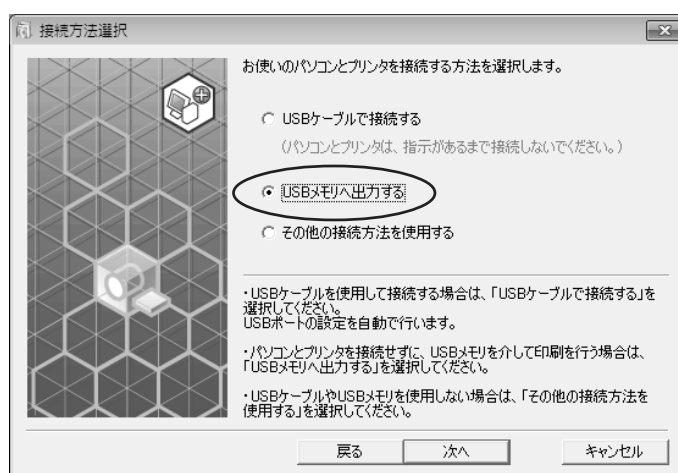 接続方法選択
お使いのパソコンとプリンタを接続する方法を選択します。
USBケーブルで接続する
(パソコンとプリンタは、指示があるまで接続しないでください。)
USBメモリへ出力する
その他の接続方法を使用する
・USBケーブルを使用して接続する場合は、「USBケーブルで接続する」を
選択してください。
USBポートの設定を自動で行います。
・パソコンとプリンタを接続せずに、USBメモリを介して印刷を行う場合は、
「USBメモリへ出力する」を選択してください。
・USBケーブルやUSBメモリを使用しない場合は、「その他の接続方法を
使用する」を選択してください。
戻る
次へ
キャンセル